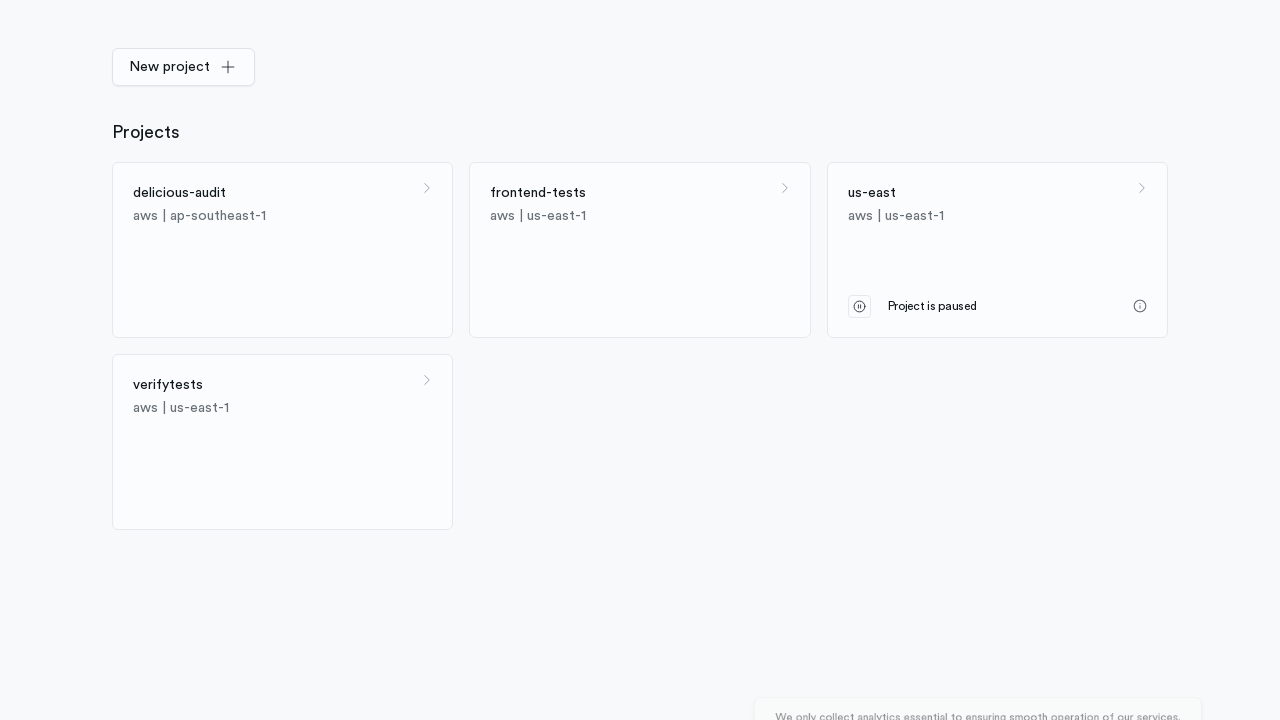 New project
Projects
delicious-audit
aws | ap-southeast-1
frontend-tests
aws | us-east-1
us-east
aws | us-east-1
Project is paused
verifytests
aws | us-east-1
We only collect analytics essential to ensuring smooth operation of our services.